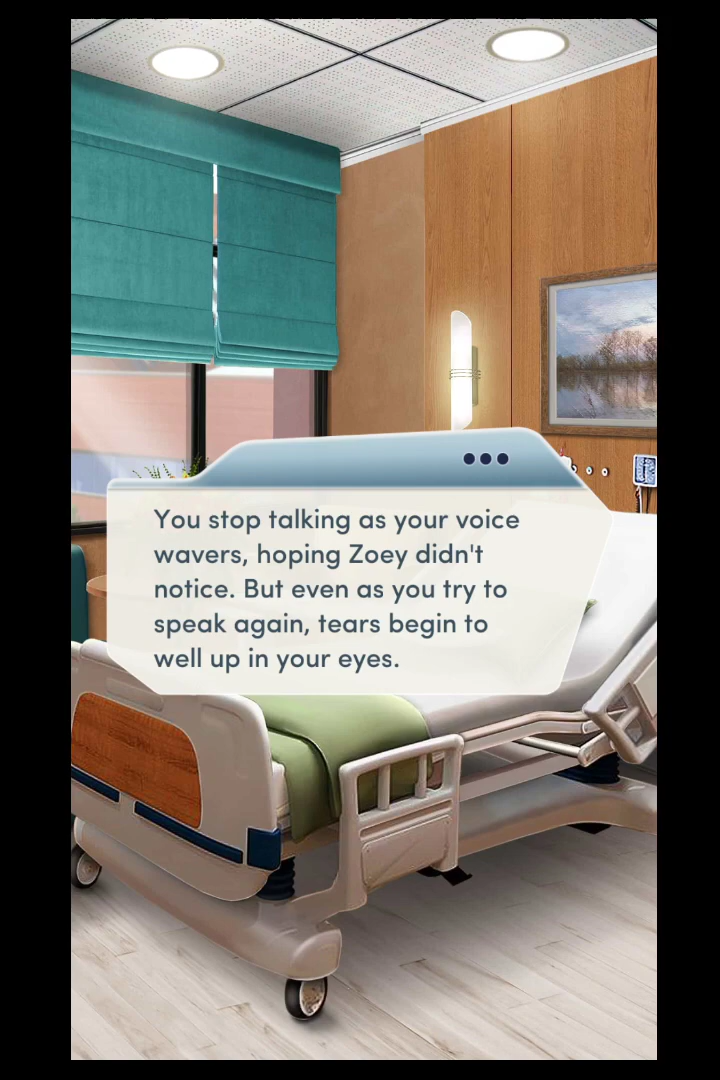 You stop talking as your voice
wavers, hoping Zoey didn't
notice. But even as you try to
speak again, tears begin to
well up in your eyes.